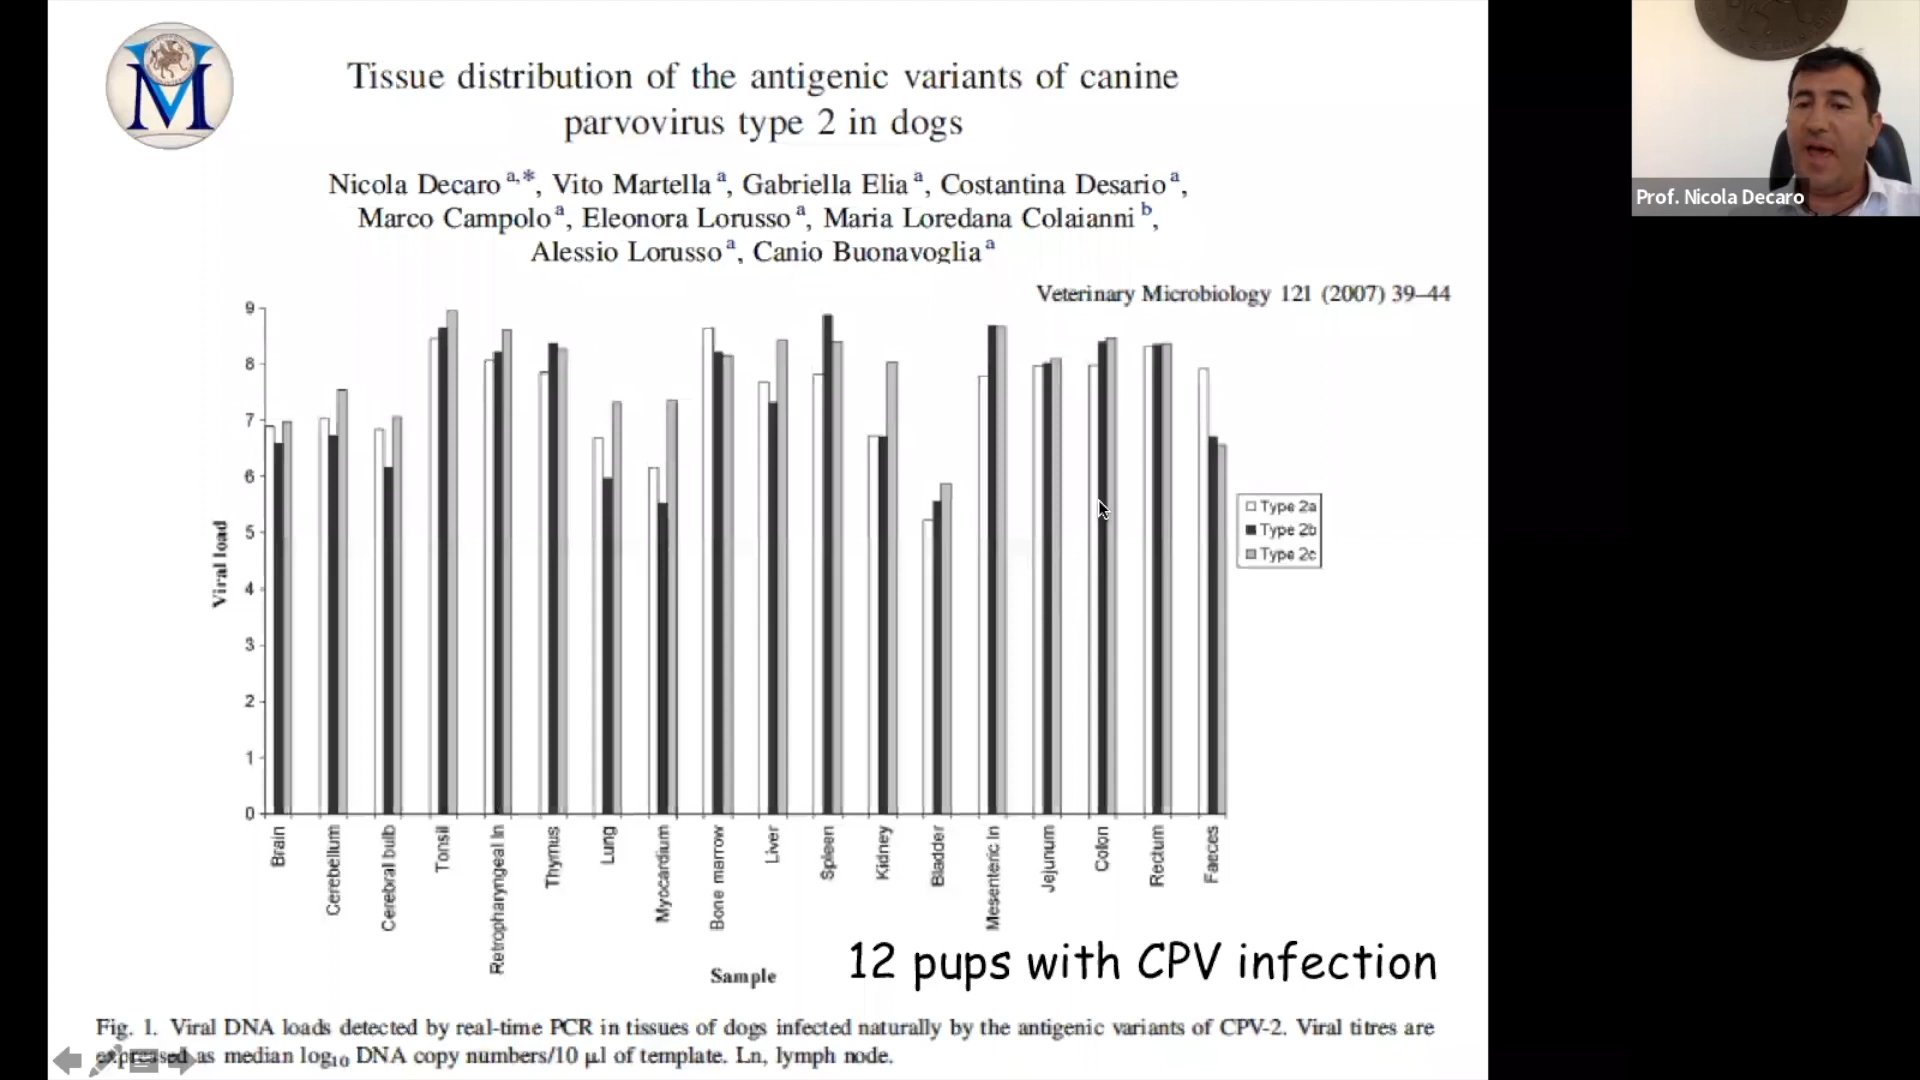 Tissue distribution of the antigenic variants of canine
parvovirus type 2 in dogs
Nicola Decaro a,*, Vito Martella a, Gabriella Elia a, Costantina Desario a,
Marco Campolo a, Eleonora Lorusso a, Maria Loredana Colaianni b,
Alessio Lorusso a, Canio Buonavoglia a
Veterinary Microbiology 121 (2007) 39–44
Prof. Nicola Decaro
VM
9
8
7
6
5
4
3
2
1
0
Viral load
Type 2a
Type 2b
Type 2c
Brain
Cerebellum
Cerebral bulb
Tonsil
Retropharyngeal ln
Thymus
Lung
Myocardium
Bone marrow
Liver
Spleen
Kidney
Bladder
Mesenteric ln
Jejunum
Colon
Rectum
Faeces
Sample
12 pups with CPV infection
Fig. 1. Viral DNA loads detected by real-time PCR in tissues of dogs infected naturally by the antigenic variants of CPV-2. Viral titres are
expressed as median log10 DNA copy numbers/10 μl of template. Ln, lymph node.